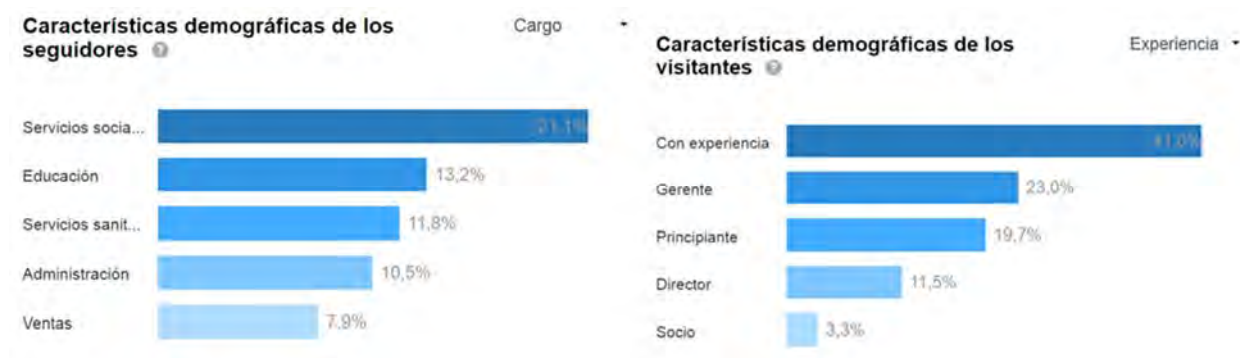 Características demográficas de los
seguidores
Cargo
Servicios socia...
21,1%
Educación
13,2%
Servicios sanit...
11,8%
Administración
10,5%
Ventas
7,9%
Características demográficas de los
visitantes
Experiencia
Con experiencia
41,0%
Gerente
23,0%
Principiante
19,7%
Director
11,5%
Socio
3,3%